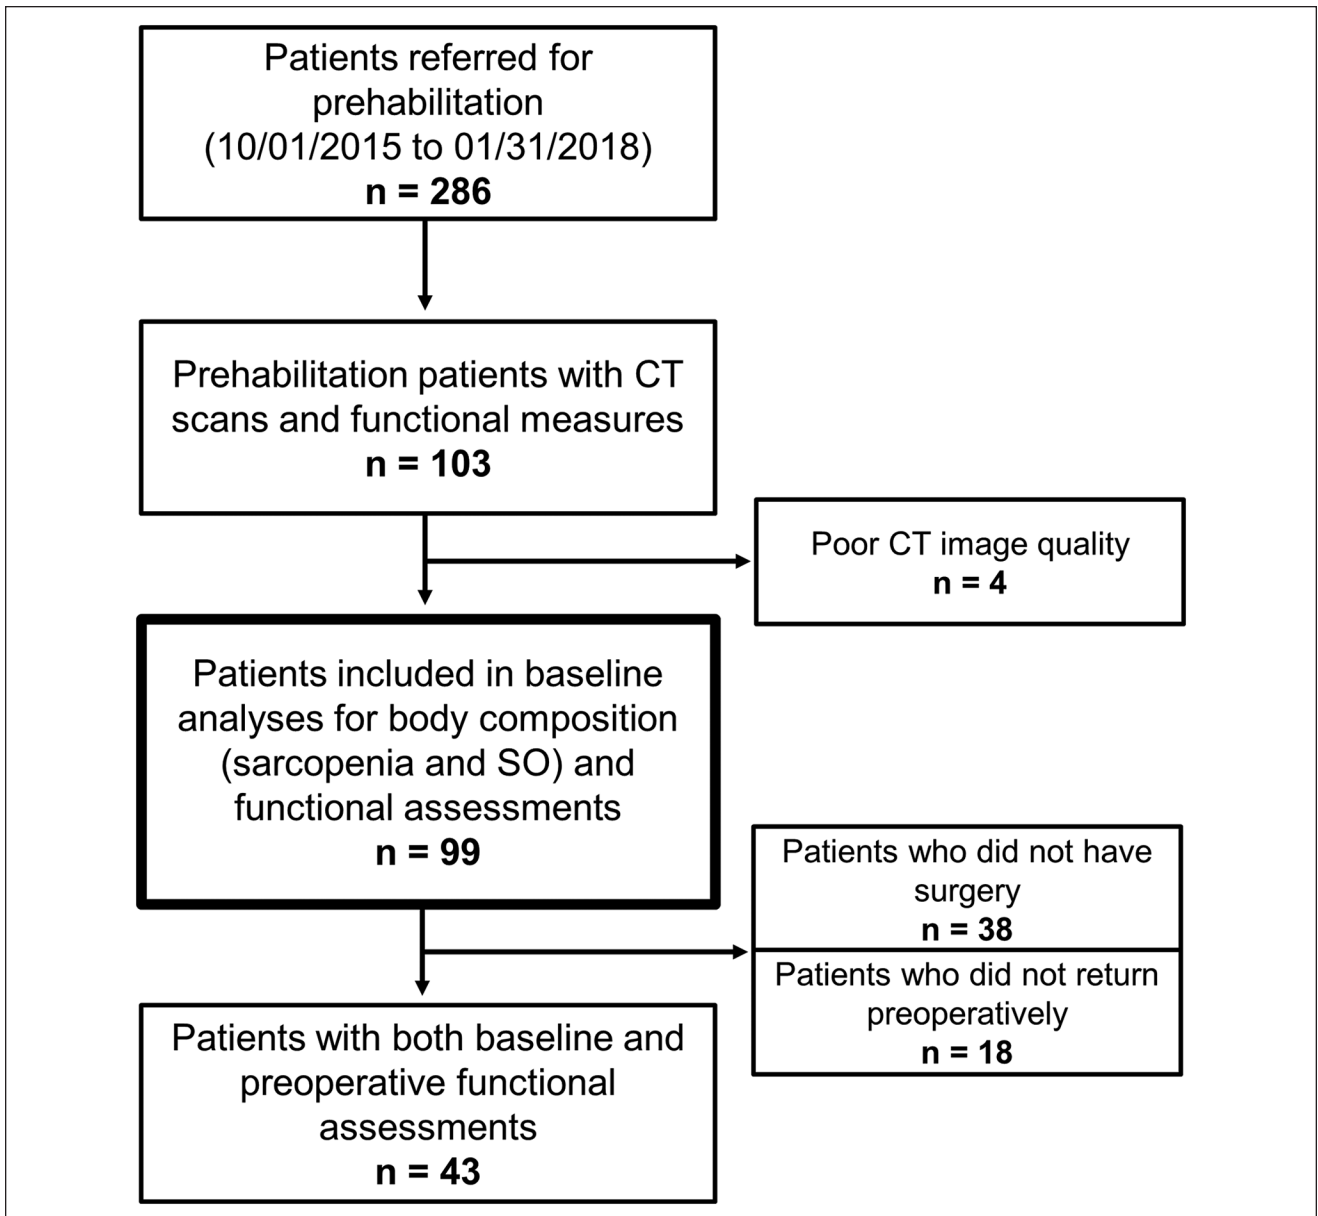 Patients referred for
prehabilitation
(10/01/2015 to 01/31/2018)
n = 286
Prehabilitation patients with CT
scans and functional measures
n = 103
Poor CT image quality
n = 4
Patients included in baseline
analyses for body composition
(sarcopenia and SO) and
functional assessments
n = 99
Patients who did not have
surgery
n = 38
Patients who did not return
preoperatively
n = 18
Patients with both baseline and
preoperative functional
assessments
n = 43